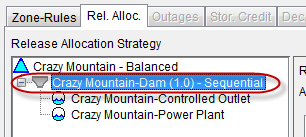 Zone-Rules Rel. Alloc. Outages Stor. Credit
Release Allocation Strategy
Crazy Mountain - Balanced
Crazy Mountain-Dam (1.0) - Sequential
Crazy Mountain-Controlled Outlet
Crazy Mountain-Power Plant